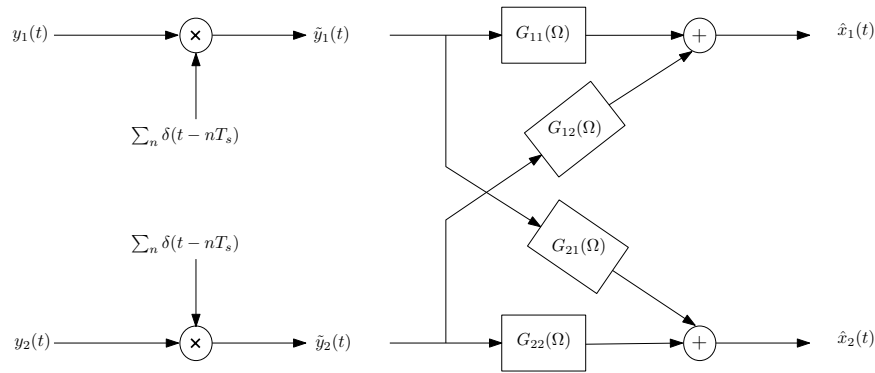 y₁(t) × ỹ₁(t) G₁₁(Ω) + x̂₁(t)
∑ₙ δ(t − nTₛ) G₁₂(Ω)
∑ₙ δ(t − nTₛ) G₂₁(Ω)
y₂(t) × ỹ₂(t) G₂₂(Ω) + x̂₂(t)